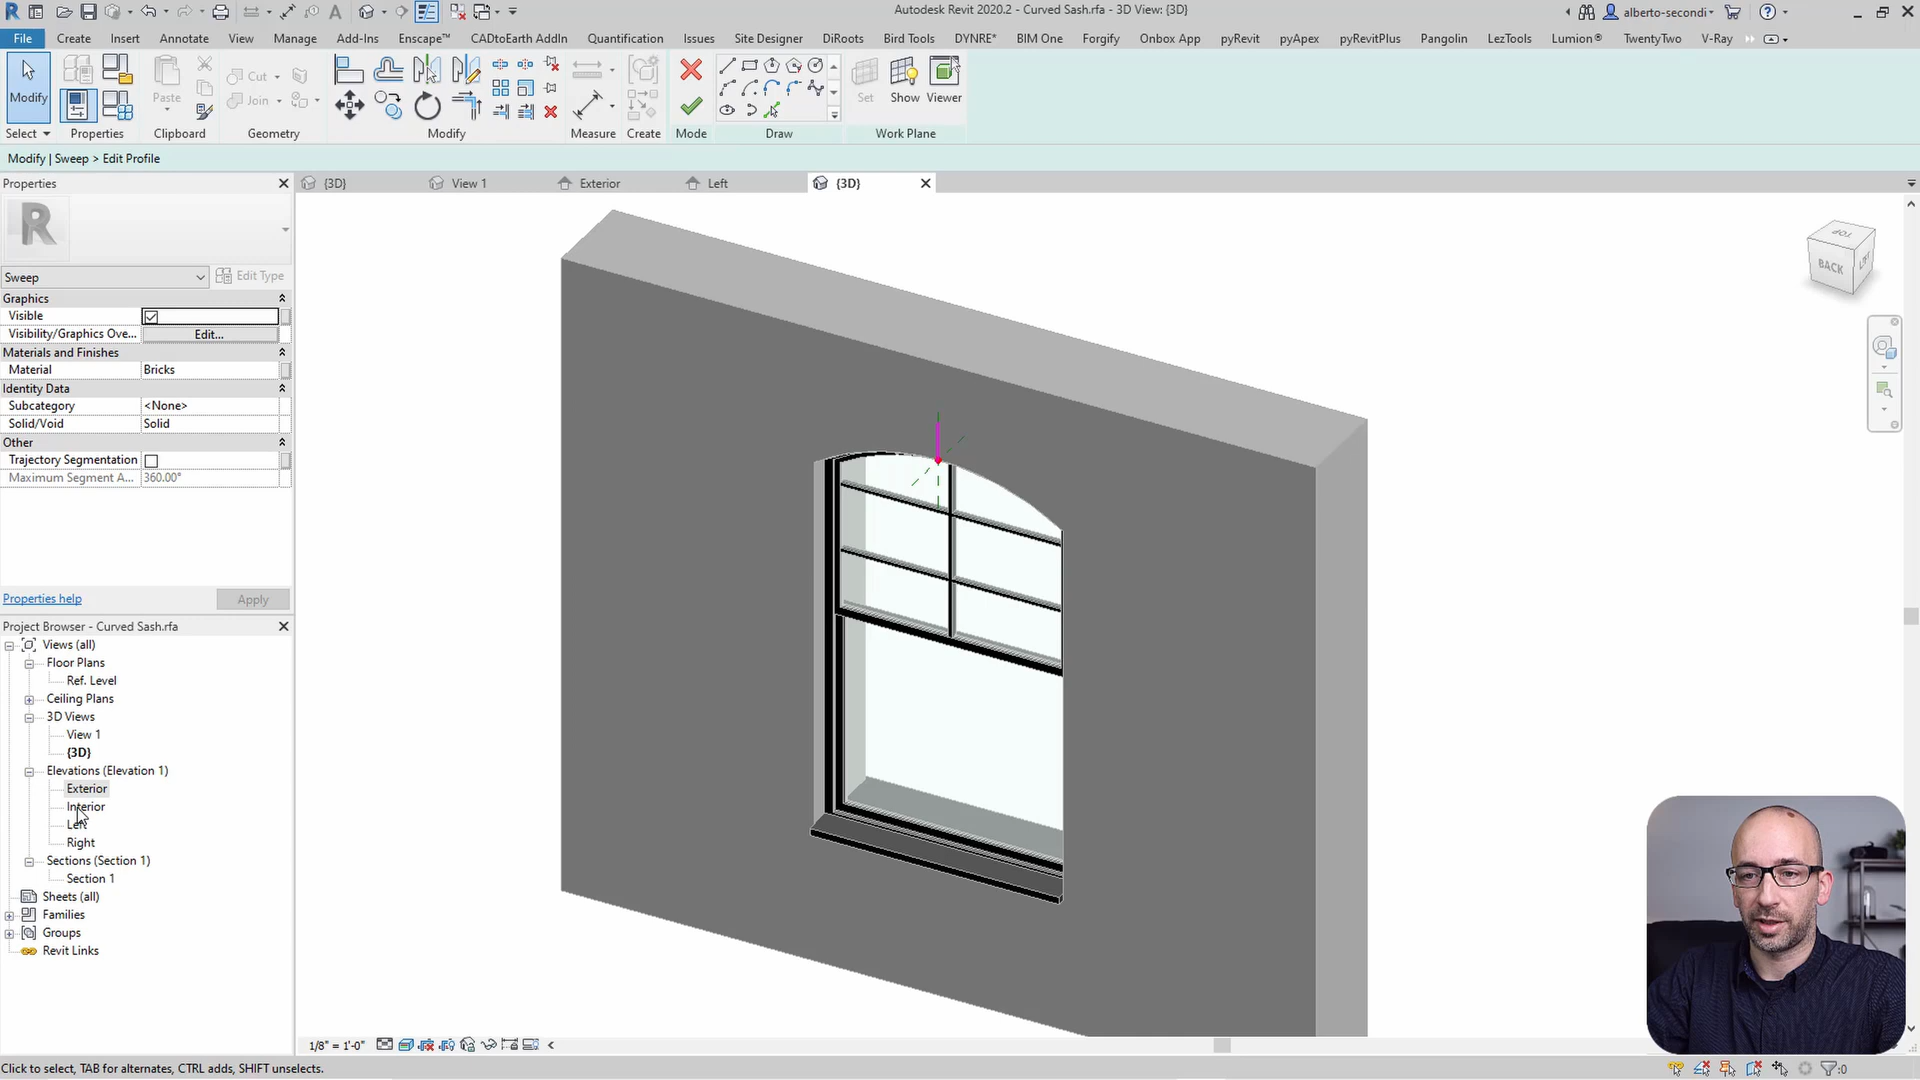 Autodesk Revit 2020.2 - Curved Sash.rfa - 3D View: {3D}
alberto-secondi
File Create Insert Annotate View Manage Add-Ins Enscape™ CADtoEarth AddIn Quantification Issues Site Designer DiRoots Bird Tools DYNRE* BIM One Forgify Onbox App pyRevit pyApex pyRevitPlus Pangolin LezTools Lumion® TwentyTwo V-Ray
Modify Paste Cut Join Set Show Viewer
Select Properties Clipboard Geometry Modify Measure Create Mode Draw Work Plane
Modify | Sweep > Edit Profile
Properties
{3D} View 1 Exterior Left {3D}
R
Sweep Edit Type
Graphics
Visible
Visibility/Graphics Ove... Edit...
Materials and Finishes
Material Bricks
Identity Data
Subcategory <None>
Solid/Void Solid
Other
Trajectory Segmentation
Maximum Segment A... 360.00°
Properties help Apply
Project Browser - Curved Sash.rfa
Views (all)
Floor Plans
Ref. Level
Ceiling Plans
3D Views
View 1
{3D}
Elevations (Elevation 1)
Exterior
Interior
Left
Right
Sections (Section 1)
Section 1
Sheets (all)
Families
Groups
Revit Links
TOP
BACK
1/8" = 1'-0"
Click to select, TAB for alternates, CTRL adds, SHIFT unselects.
:0